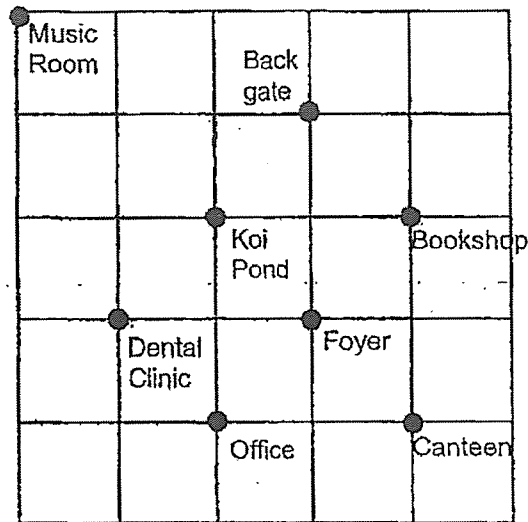 Music
Room
Back
gate
Koi
Pond
Bookshop
Dental
Clinic
Foyer
Office
Canteen